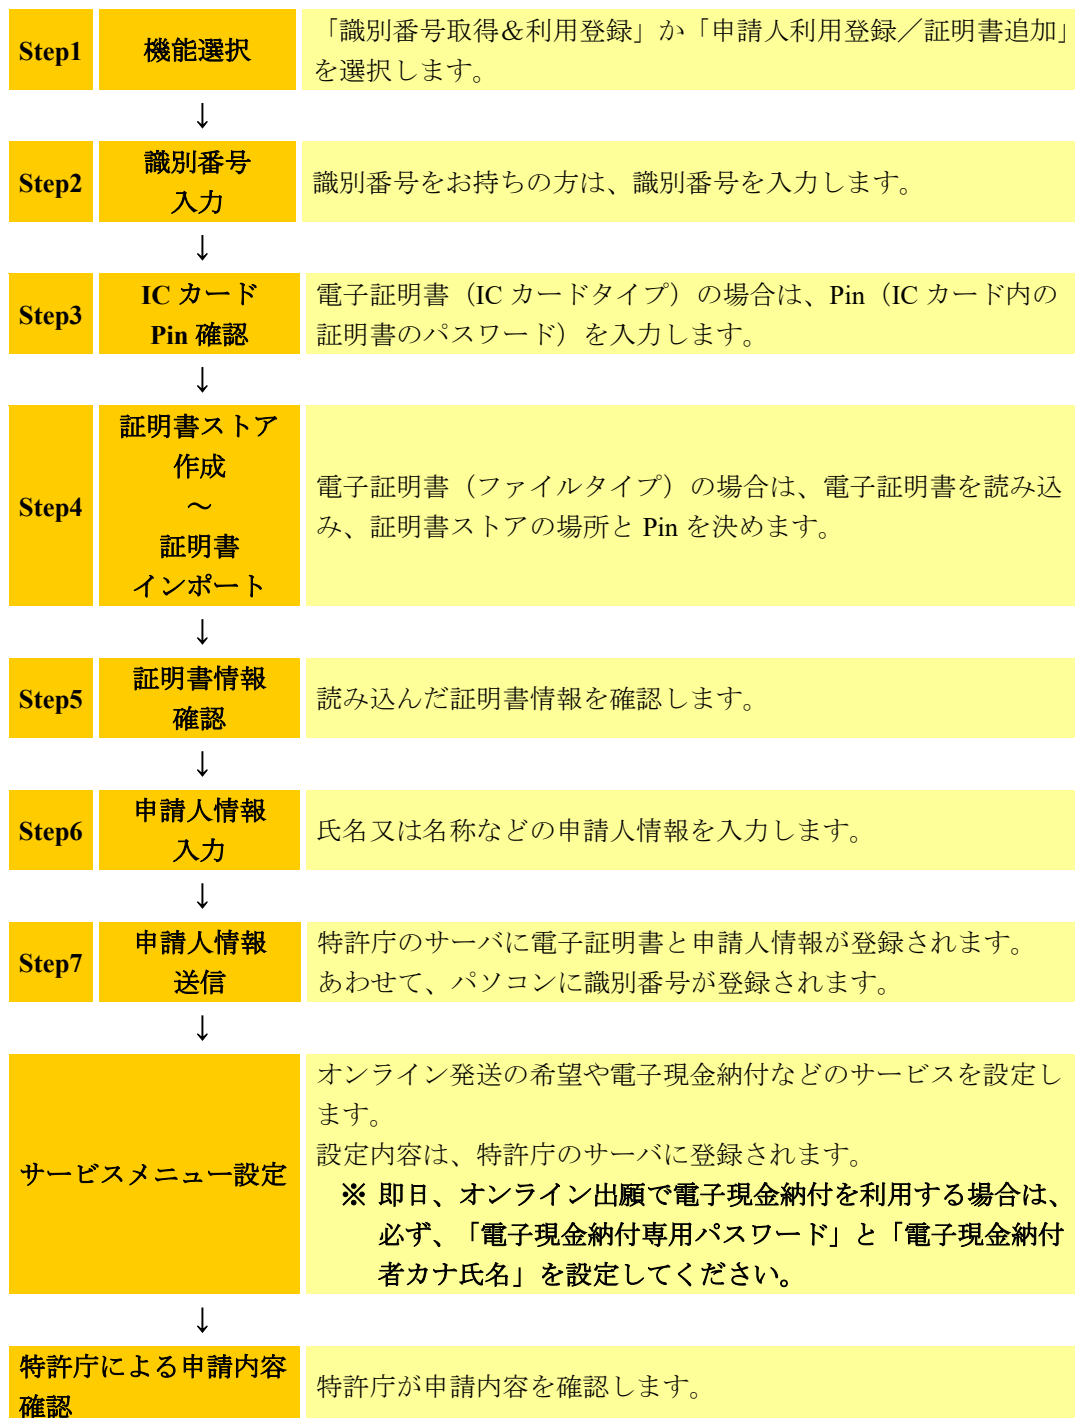 Step1
機能選択
「識別番号取得＆利用登録」か「申請人利用登録／証明書追加」
を選択します。
↓
Step2
識別番号
入力
識別番号をお持ちの方は、識別番号を入力します。
↓
Step3
IC カード
Pin 確認
電子証明書（IC カードタイプ）の場合は、Pin（IC カード内の
証明書のパスワード）を入力します。
↓
Step4
証明書ストア
作成
～
証明書
インポート
電子証明書（ファイルタイプ）の場合は、電子証明書を読み込
み、証明書ストアの場所と Pin を決めます。
↓
Step5
証明書情報
確認
読み込んだ証明書情報を確認します。
↓
Step6
申請人情報
入力
氏名又は名称などの申請人情報を入力します。
↓
Step7
申請人情報
送信
特許庁のサーバに電子証明書と申請人情報が登録されます。
あわせて、パソコンに識別番号が登録されます。
↓
サービスメニュー設定
オンライン発送の希望や電子現金納付などのサービスを設定し
ます。
設定内容は、特許庁のサーバに登録されます。
※ 即日、オンライン出願で電子現金納付を利用する場合は、
必ず、「電子現金納付専用パスワード」と「電子現金納付
者カナ氏名」を設定してください。
↓
特許庁による申請内容
確認
特許庁が申請内容を確認します。